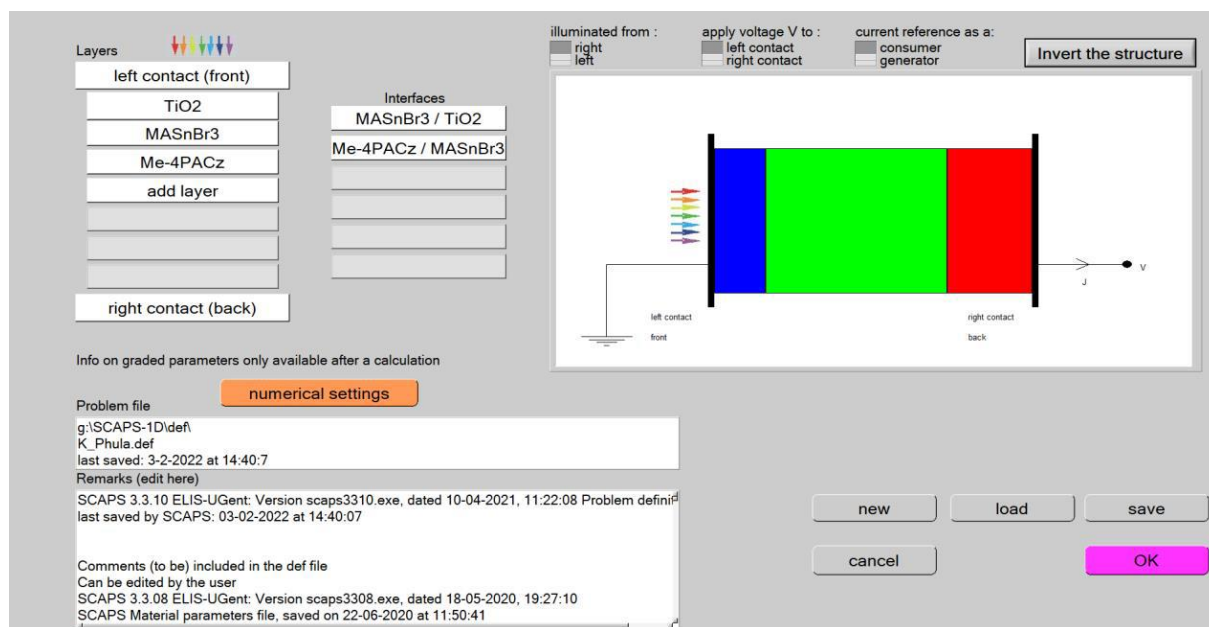 Layers
left contact (front)
TiO2
MASnBr3
Me-4PACz
add layer
right contact (back)
Interfaces
MASnBr3 / TiO2
Me-4PACz / MASnBr3
illuminated from :
right
left
apply voltage V to :
left contact
right contact
current reference as a:
consumer
generator
Invert the structure
left contact
front
right contact
back
J
V
Info on graded parameters only available after a calculation
numerical settings
Problem file
g:\SCAPS-1D\def\
K_Phula.def
last saved: 3-2-2022 at 14:40:7
Remarks (edit here)
SCAPS 3.3.10 ELIS-UGent: Version scaps3310.exe, dated 10-04-2021, 11:22:08 Problem defini
last saved by SCAPS: 03-02-2022 at 14:40:07
Comments (to be) included in the def file
Can be edited by the user
SCAPS 3.3.08 ELIS-UGent: Version scaps3308.exe, dated 18-05-2020, 19:27:10
SCAPS Material parameters file, saved on 22-06-2020 at 11:50:41
new
load
save
cancel
OK